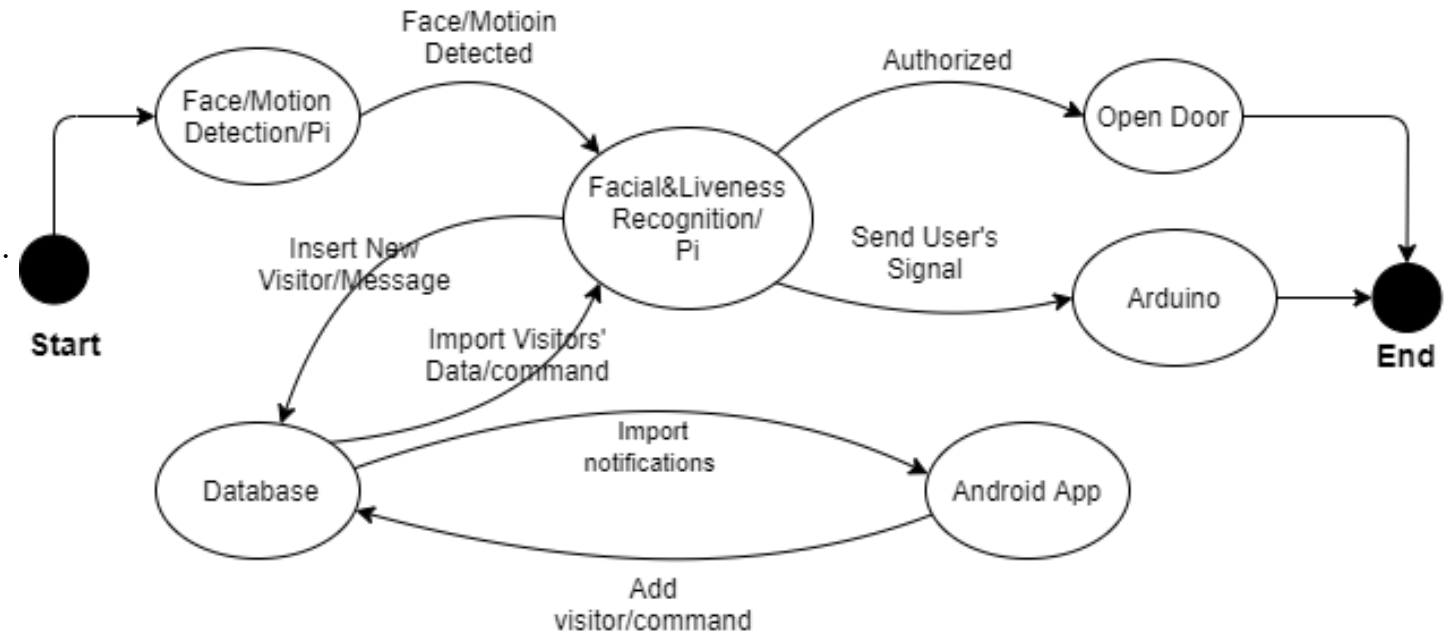 Face/Motioin
Detected
Face/Motion
Detection/Pi
Authorized
Open Door
Facial&Liveness
Recognition/
Pi
Send User's
Signal
Insert New
Visitor/Message
.
Start
Arduino
End
Import Visitors'
Data/command
Import
notifications
Database
Android App
Add
visitor/command